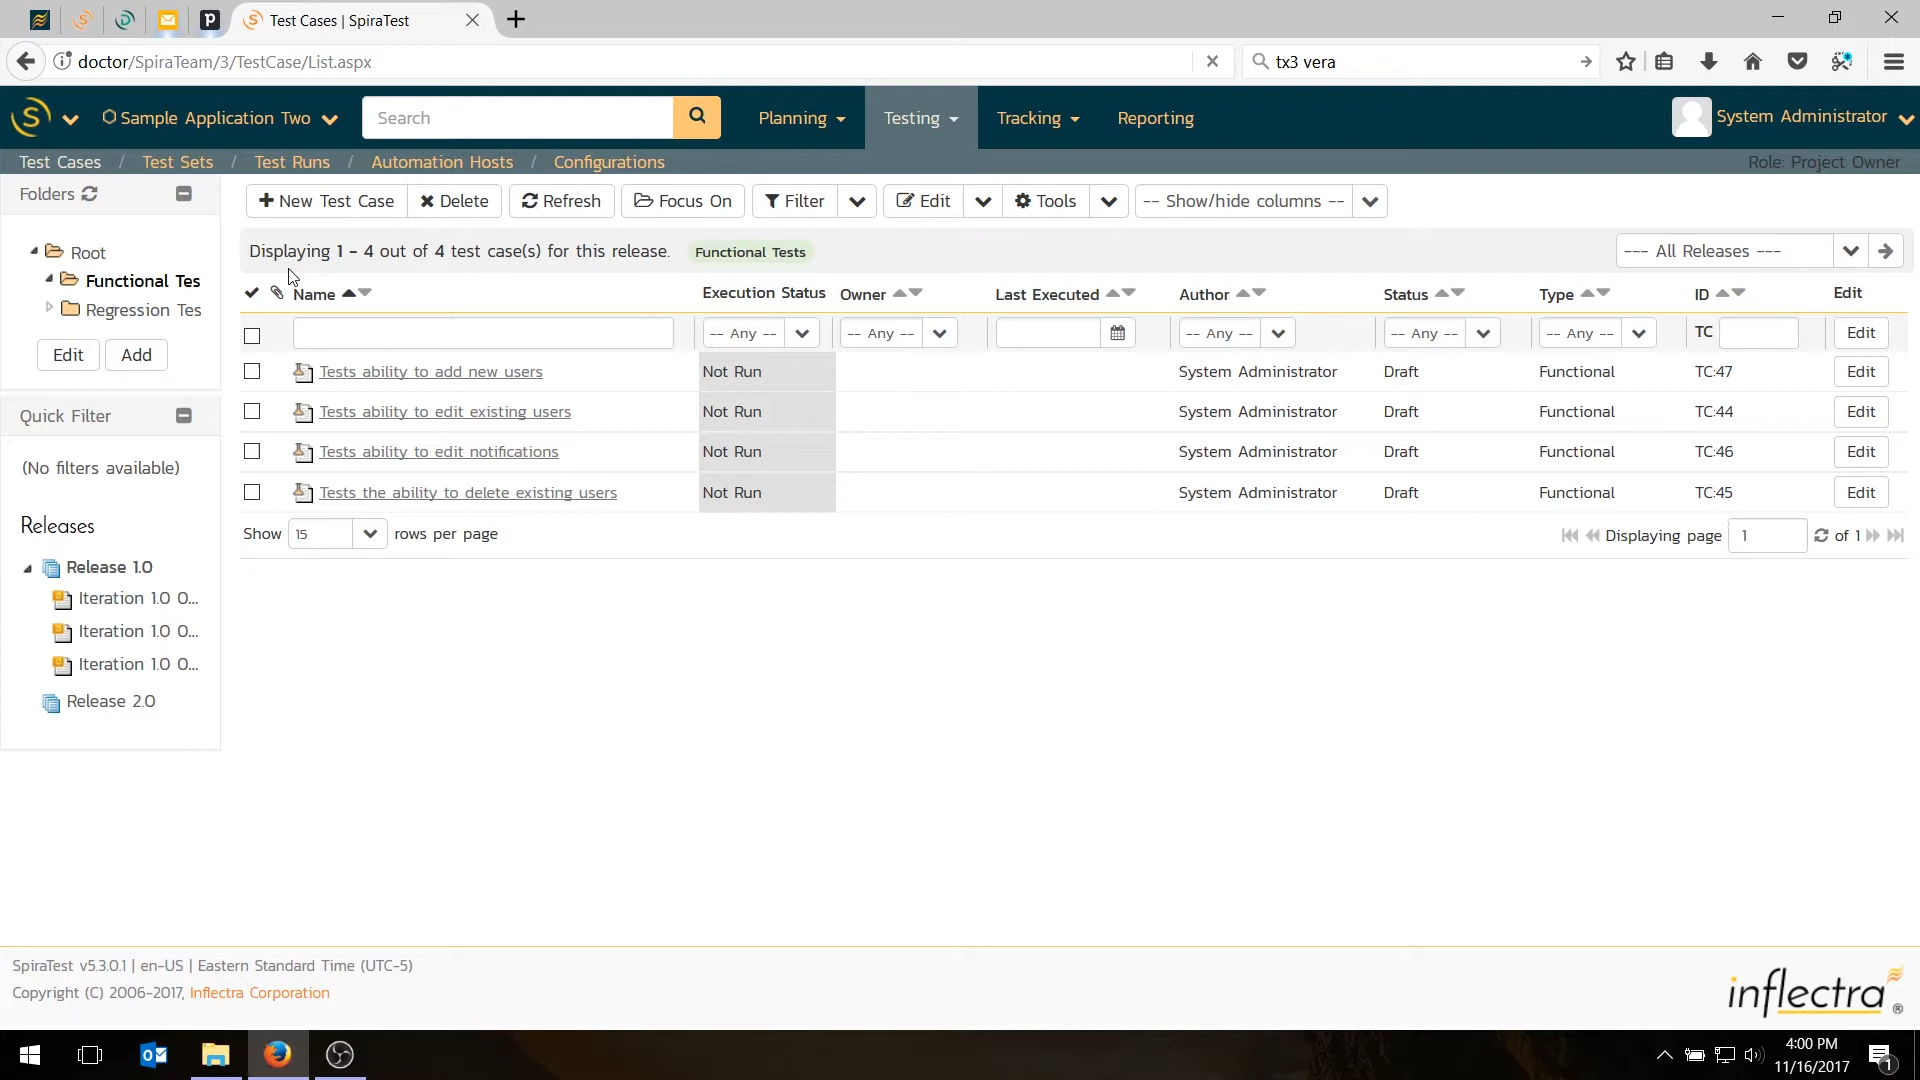 Test Cases | SpiraTest
doctor/SpiraTeam/3/TestCase/List.aspx
tx3 vera
Sample Application Two
Search
Planning
Testing
Tracking
Reporting
System Administrator
Test Cases / Test Sets / Test Runs / Automation Hosts / Configurations
Role: Project Owner
Folders
New Test Case
Delete
Refresh
Focus On
Filter
Edit
Tools
-- Show/hide columns --
Root
Functional Tes
Regression Tes
Edit
Add
Displaying 1 - 4 out of 4 test case(s) for this release.
Functional Tests
--- All Releases ---
Name
Execution Status
Owner
Last Executed
Author
Status
Type
ID
Edit
-- Any --
-- Any --
-- Any --
-- Any --
-- Any --
TC
Edit
Tests ability to add new users Not Run System Administrator Draft Functional TC:47 Edit
Tests ability to edit existing users Not Run System Administrator Draft Functional TC:44 Edit
Tests ability to edit notifications Not Run System Administrator Draft Functional TC:46 Edit
Tests the ability to delete existing users Not Run System Administrator Draft Functional TC:45 Edit
Show 15 rows per page
Displaying page 1 of 1
Quick Filter
(No filters available)
Releases
Release 1.0
Iteration 1.0 0...
Iteration 1.0 0...
Iteration 1.0 0...
Release 2.0
SpiraTest v5.3.0.1 | en-US | Eastern Standard Time (UTC-5)
Copyright (C) 2006-2017, Inflectra Corporation
inflectra®
4:00 PM
11/16/2017
1